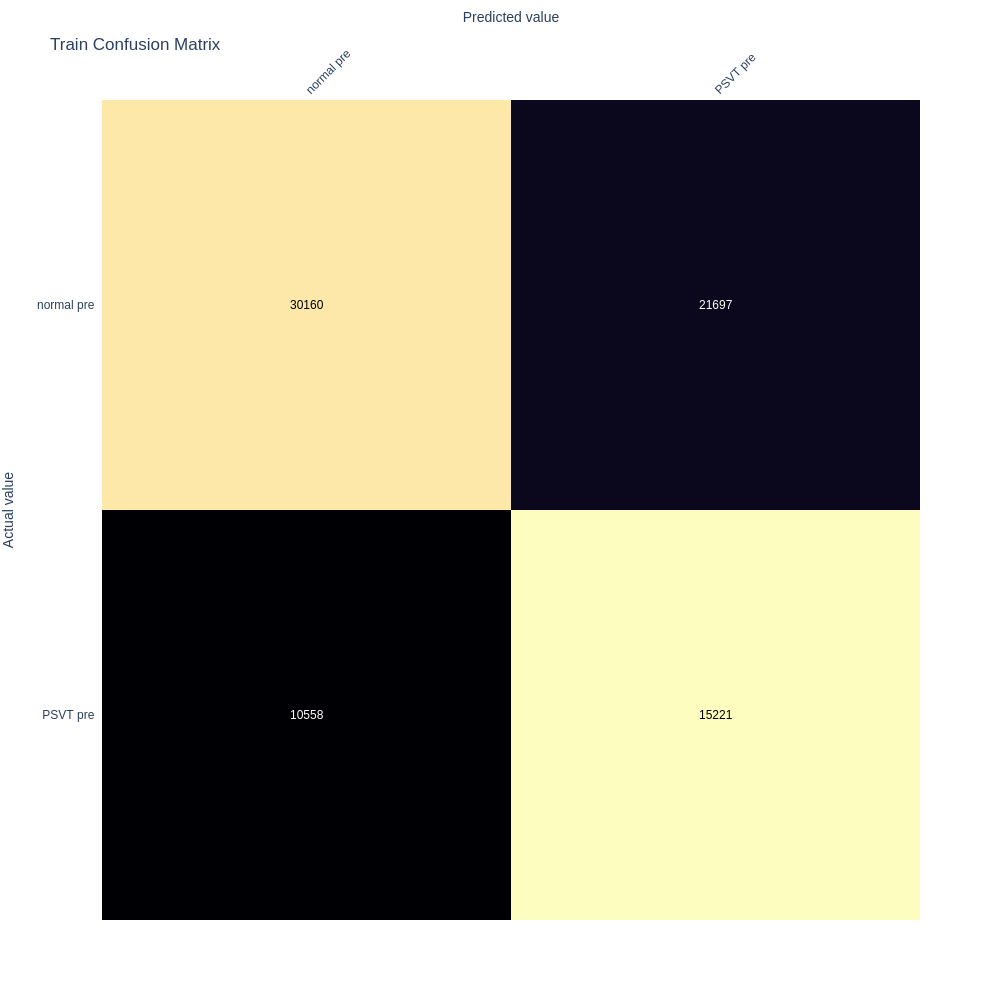 Predicted value
Train Confusion Matrix
normal pre
PSVT pre
normal pre
30160
21697
Actual value
PSVT pre
10558
15221